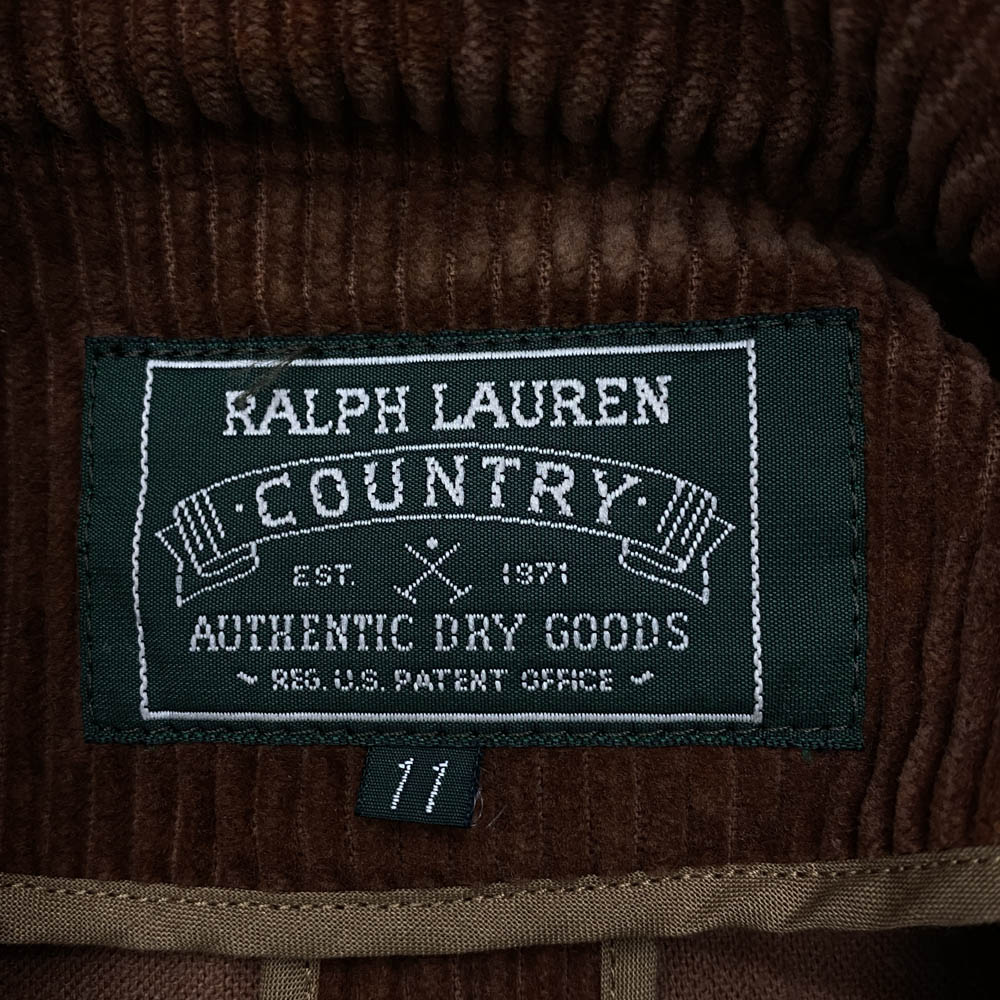 RALPH LAUREN
·COUNTRY·
EST. 1971
AUTHENTIC DRY GOODS
REG. U.S. PATENT OFFICE
11